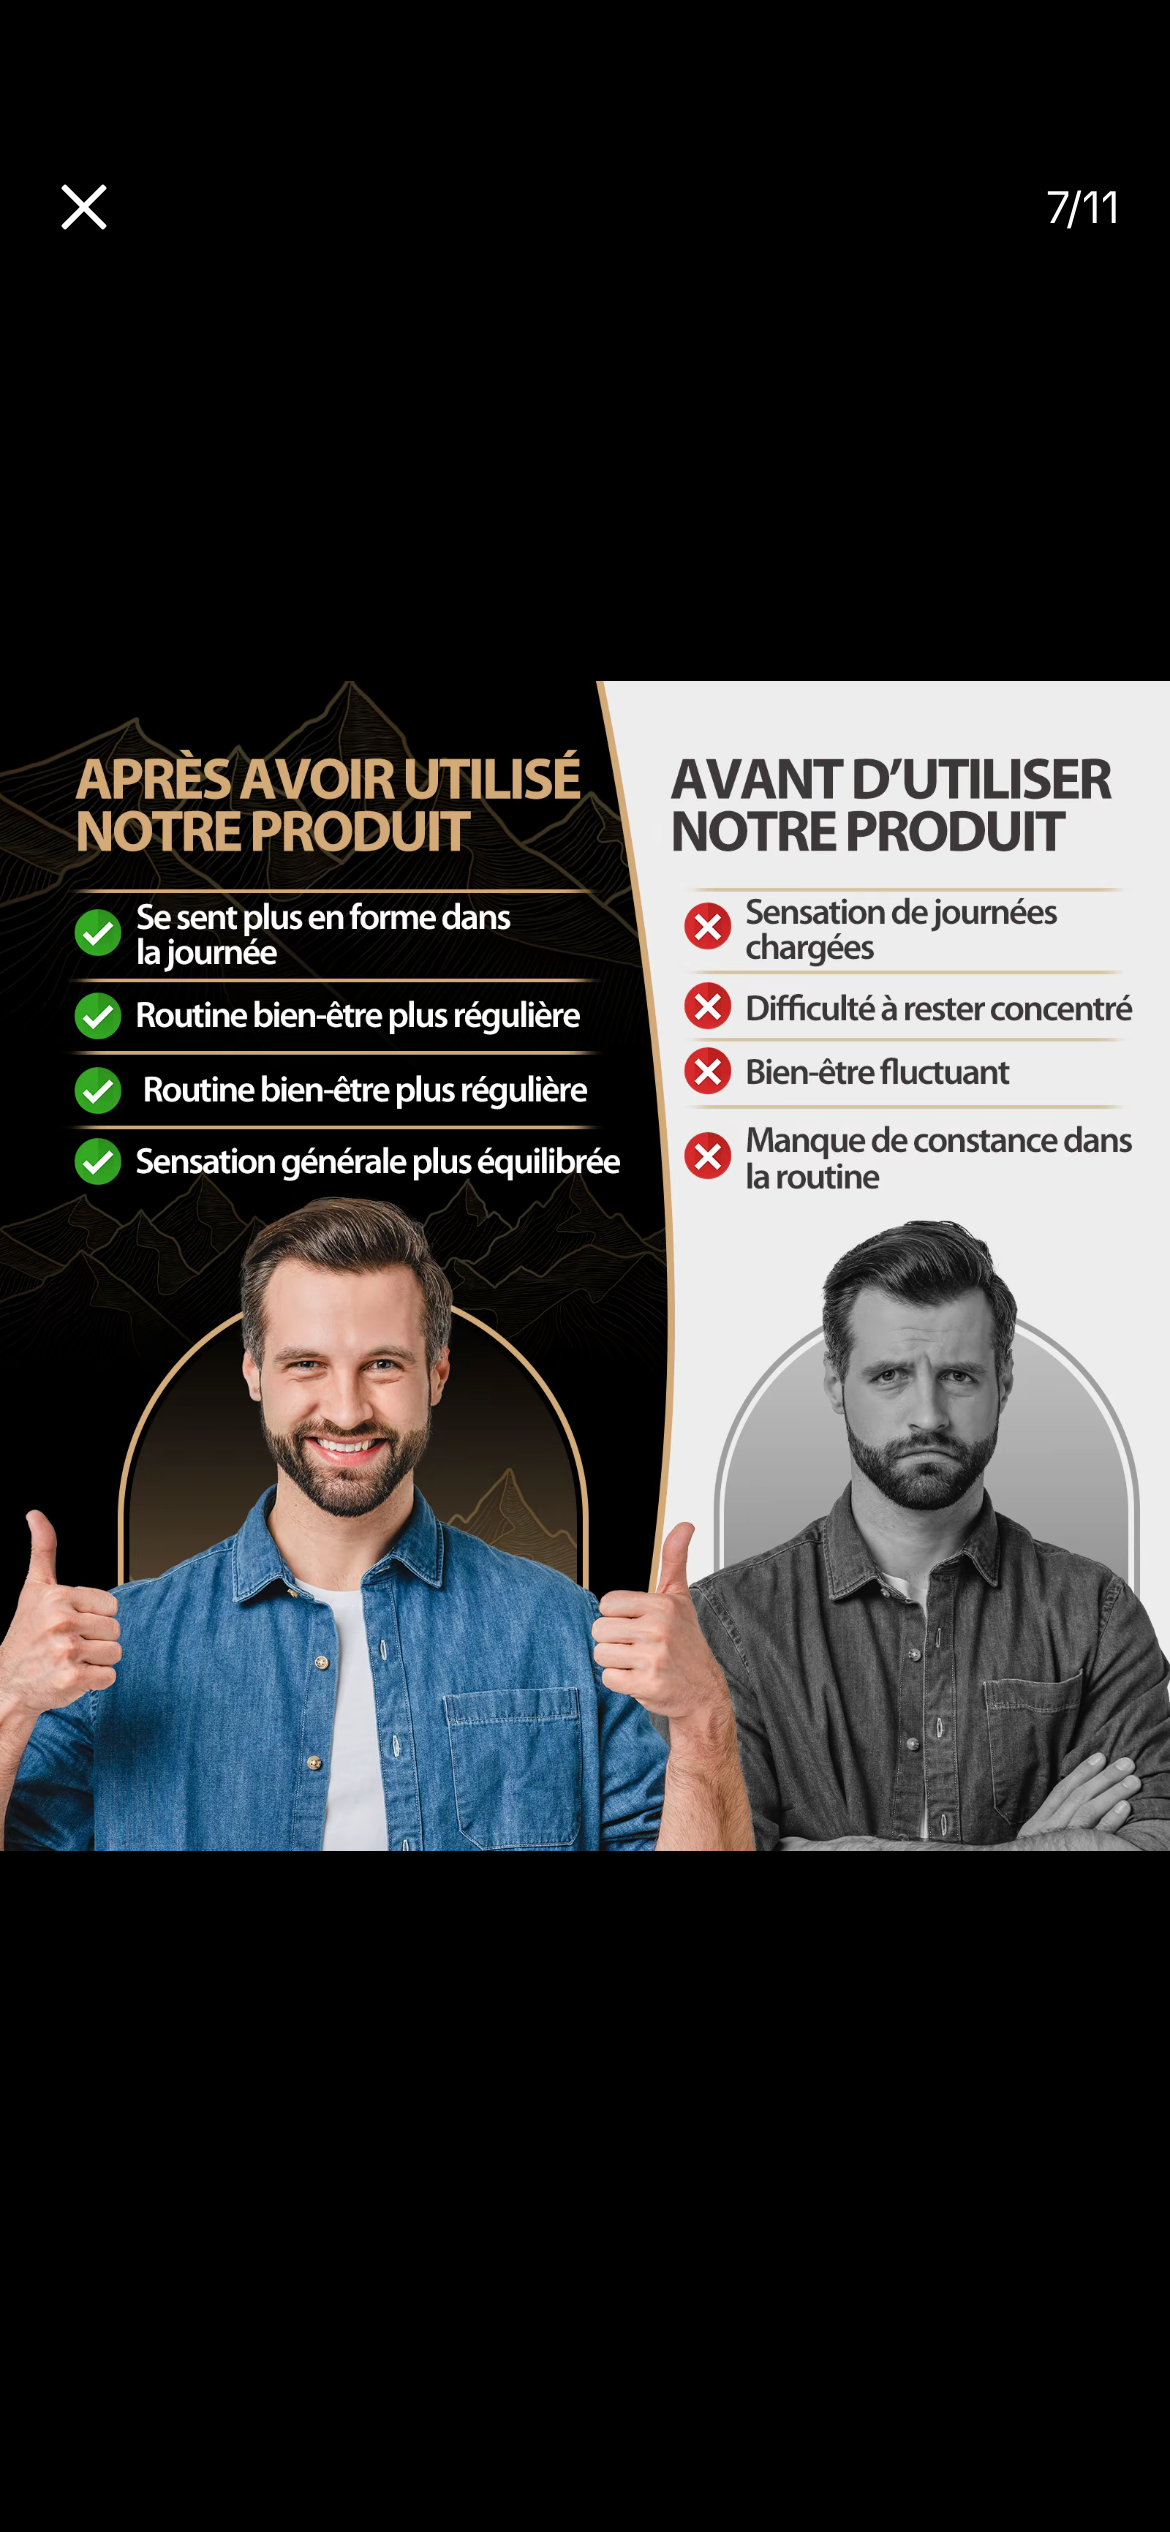 7/11
APRÈS AVOIR UTILISÉ
NOTRE PRODUIT
Se sent plus en forme dans
la journée
Routine bien-être plus régulière
Routine bien-être plus régulière
Sensation générale plus équilibrée
AVANT D'UTILISER
NOTRE PRODUIT
Sensation de journées
chargées
Difficulté à rester concentré
Bien-être fluctuant
Manque de constance dans
la routine